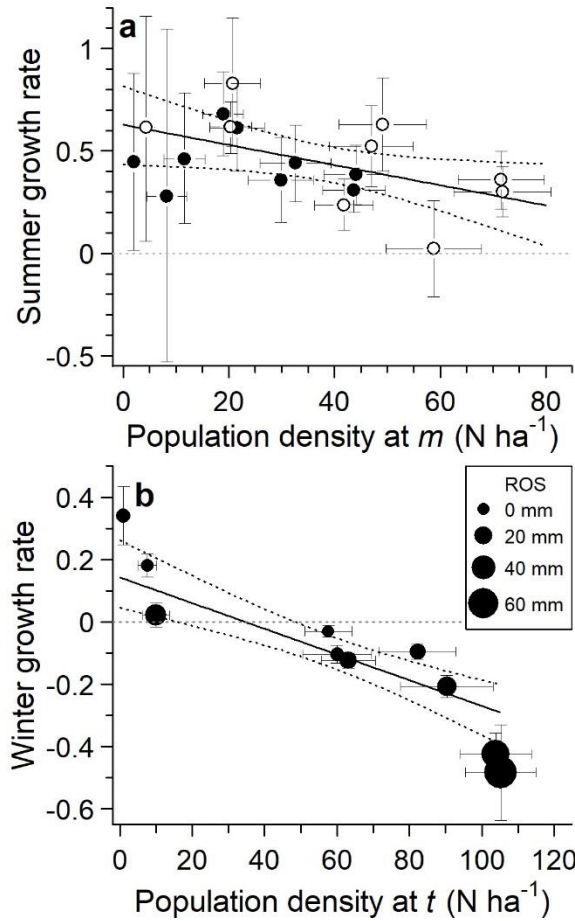 a
1
0.5
0
-0.5
Summer growth rate
0 20 40 60 80
Population density at m (N ha⁻¹)
b
0.4
0.2
0
-0.2
-0.4
-0.6
Winter growth rate
ROS
0 mm
20 mm
40 mm
60 mm
0 20 40 60 80 100 120
Population density at t (N ha⁻¹)